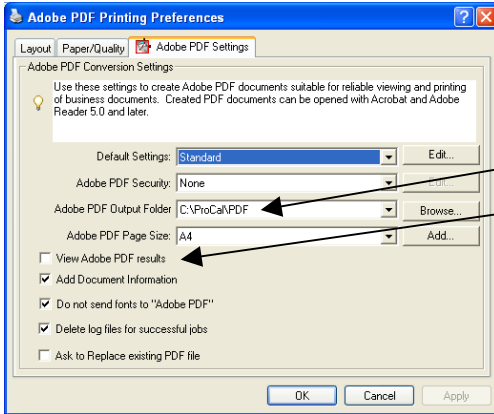 Adobe PDF Printing Preferences
Layout Paper/Quality Adobe PDF Settings
Adobe PDF Conversion Settings
Use these settings to create Adobe PDF documents suitable for reliable viewing and printing
of business documents. Created PDF documents can be opened with Acrobat and Adobe
Reader 5.0 and later.
Default Settings: Standard Edit...
Adobe PDF Security: None Edit...
Adobe PDF Output Folder C:\ProCal\PDF Browse...
Adobe PDF Page Size: A4 Add...
View Adobe PDF results
Add Document Information
Do not send fonts to "Adobe PDF"
Delete log files for successful jobs
Ask to Replace existing PDF file
OK Cancel Apply